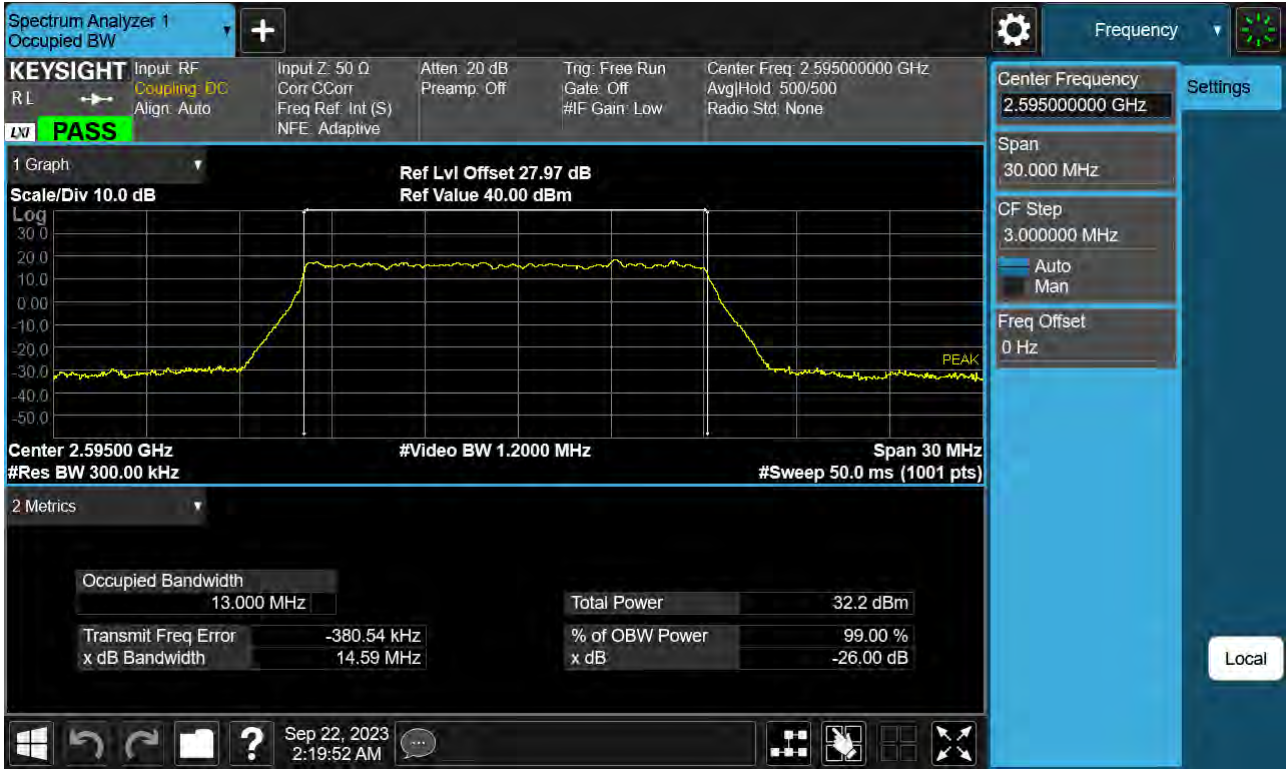 Spectrum Analyzer 1
Occupied BW
+
Frequency
KEYSIGHT
R L
LXI
PASS
Input: RF
Coupling: DC
Align: Auto
Input Z: 50 Ω
Corr CCorr
Freq Ref: Int (S)
NFE: Adaptive
Atten: 20 dB
Preamp: Off
Trig: Free Run
Gate: Off
#IF Gain: Low
Center Freq: 2.595000000 GHz
Avg|Hold: 500/500
Radio Std: None
Center Frequency
2.595000000 GHz
Settings
Span
30.000 MHz
CF Step
3.000000 MHz
Auto
Man
Freq Offset
0 Hz
Local
1 Graph
Scale/Div 10.0 dB
Ref Lvl Offset 27.97 dB
Ref Value 40.00 dBm
Log
30.0
20.0
10.0
0.00
-10.0
-20.0
-30.0
-40.0
-50.0
PEAK
Center 2.59500 GHz
#Video BW 1.2000 MHz
Span 30 MHz
#Res BW 300.00 kHz
#Sweep 50.0 ms (1001 pts)
2 Metrics
Occupied Bandwidth
13.000 MHz
Total Power 32.2 dBm
Transmit Freq Error -380.54 kHz
% of OBW Power 99.00 %
x dB Bandwidth 14.59 MHz
x dB -26.00 dB
?
Sep 22, 2023
2:19:52 AM